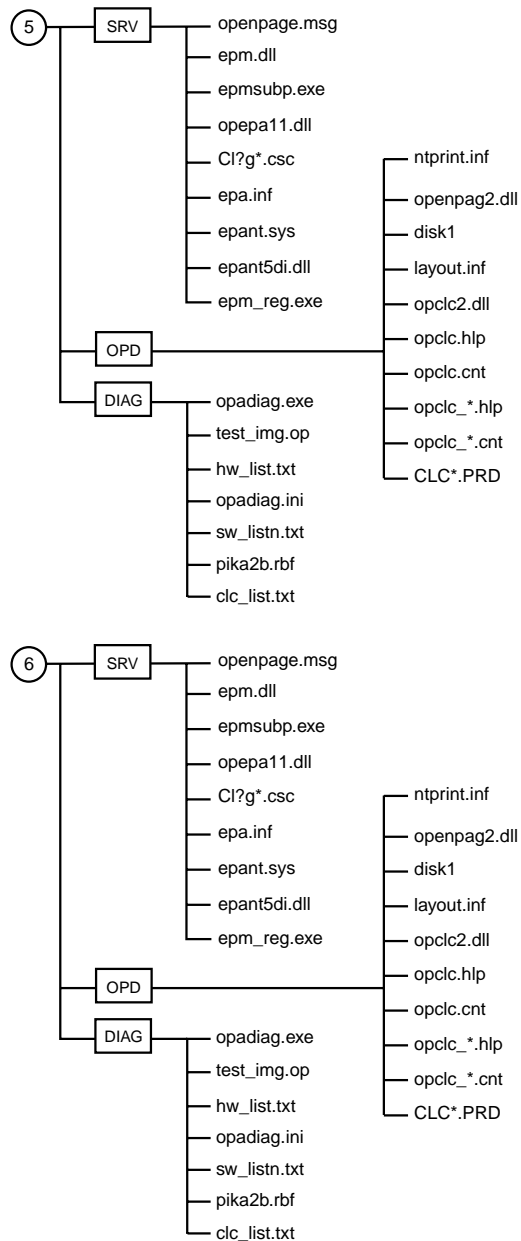 5
SRV
openpage.msg
epm.dll
epmsubp.exe
opepa11.dll
Cl?g*.csc
epa.inf
epant.sys
epant5di.dll
epm_reg.exe
OPD
ntprint.inf
openpag2.dll
disk1
layout.inf
opclc2.dll
opclc.hlp
opclc.cnt
opclc_*.hlp
opclc_*.cnt
CLC*.PRD
DIAG
opadiag.exe
test_img.op
hw_list.txt
opadiag.ini
sw_listn.txt
pika2b.rbf
clc_list.txt
6
SRV
openpage.msg
epm.dll
epmsubp.exe
opepa11.dll
Cl?g*.csc
epa.inf
epant.sys
epant5di.dll
epm_reg.exe
OPD
ntprint.inf
openpag2.dll
disk1
layout.inf
opclc2.dll
opclc.hlp
opclc.cnt
opclc_*.hlp
opclc_*.cnt
CLC*.PRD
DIAG
opadiag.exe
test_img.op
hw_list.txt
opadiag.ini
sw_listn.txt
pika2b.rbf
clc_list.txt